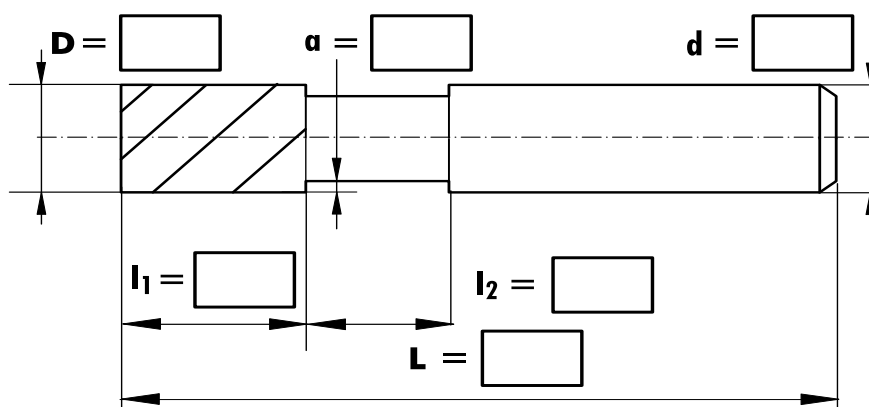 D = a = d =
l₁ = l₂ =
L =